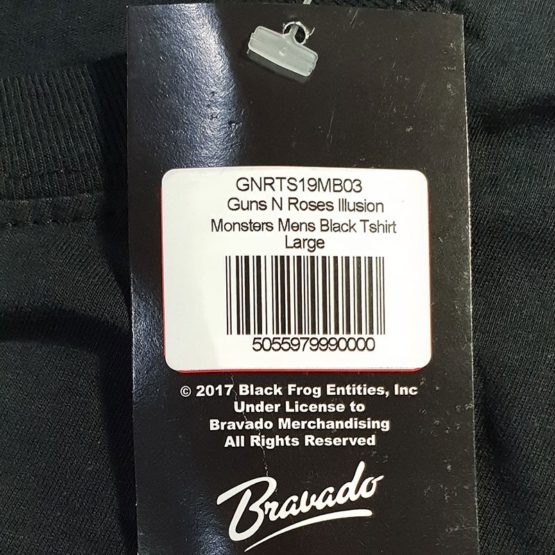 GNRTS19MB03
Guns N Roses Illusion
Monsters Mens Black Tshirt
Large
5055979990000
© 2017 Black Frog Entities, Inc
Under License to
Bravado Merchandising
All Rights Reserved
Bravado